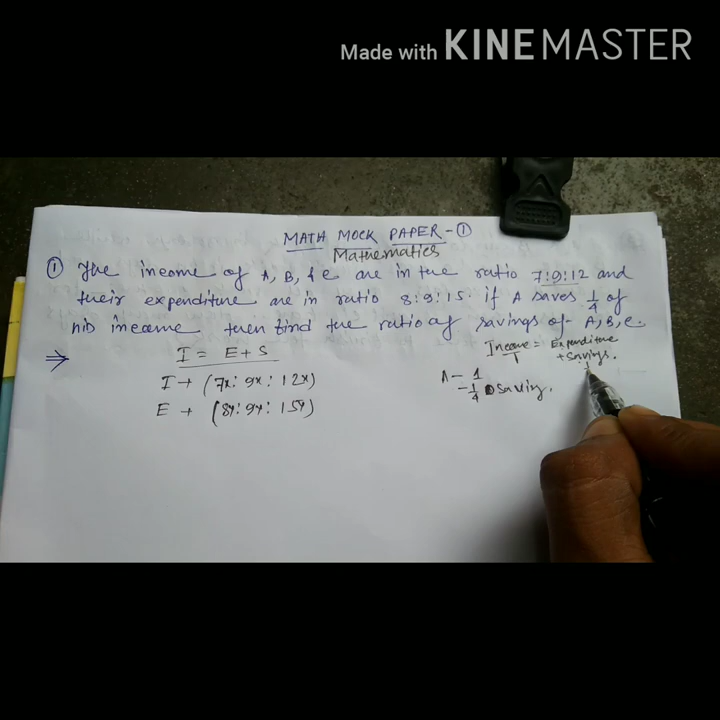 Made with KINEMASTER
MATH MOCK PAPER - ①
Mathematics
① The income of A, B, & C are in the ratio 7:9:12 and
their expenditure are in ratio 8:9:15. if A saves 1/4 of
his income then find the ratio of savings of A, B, C.
⇒ I = E + S
Income = Expenditure
+ Savings.
I → (7x: 9x: 12x)
A - 1
- 1/4 saving.
E → (8y: 9y: 15y)